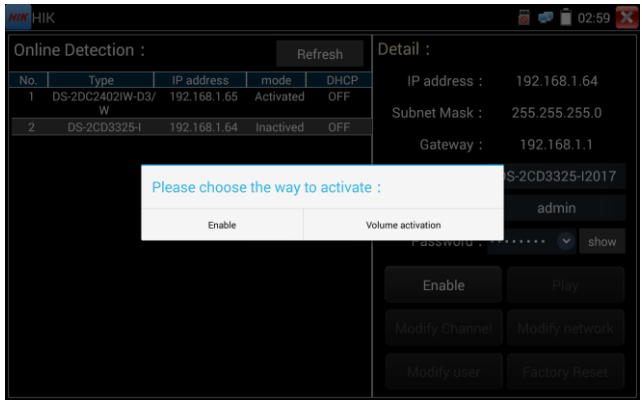 HIK HIK 02:59
Online Detection :
Refresh
No. Type IP address mode DHCP
1 DS-2DC2402IW-D3/W 192.168.1.65 Activated OFF
2 DS-2CD3325-I 192.168.1.64 Inactived OFF
Detail :
IP address : 192.168.1.64
Subnet Mask : 255.255.255.0
Gateway : 192.168.1.1
DS-2CD3325-I2017
admin
Password : show
Please choose the way to activate :
Enable Volume activation
Enable Play
Modify Channel Modify network
Modify user Factory Reset